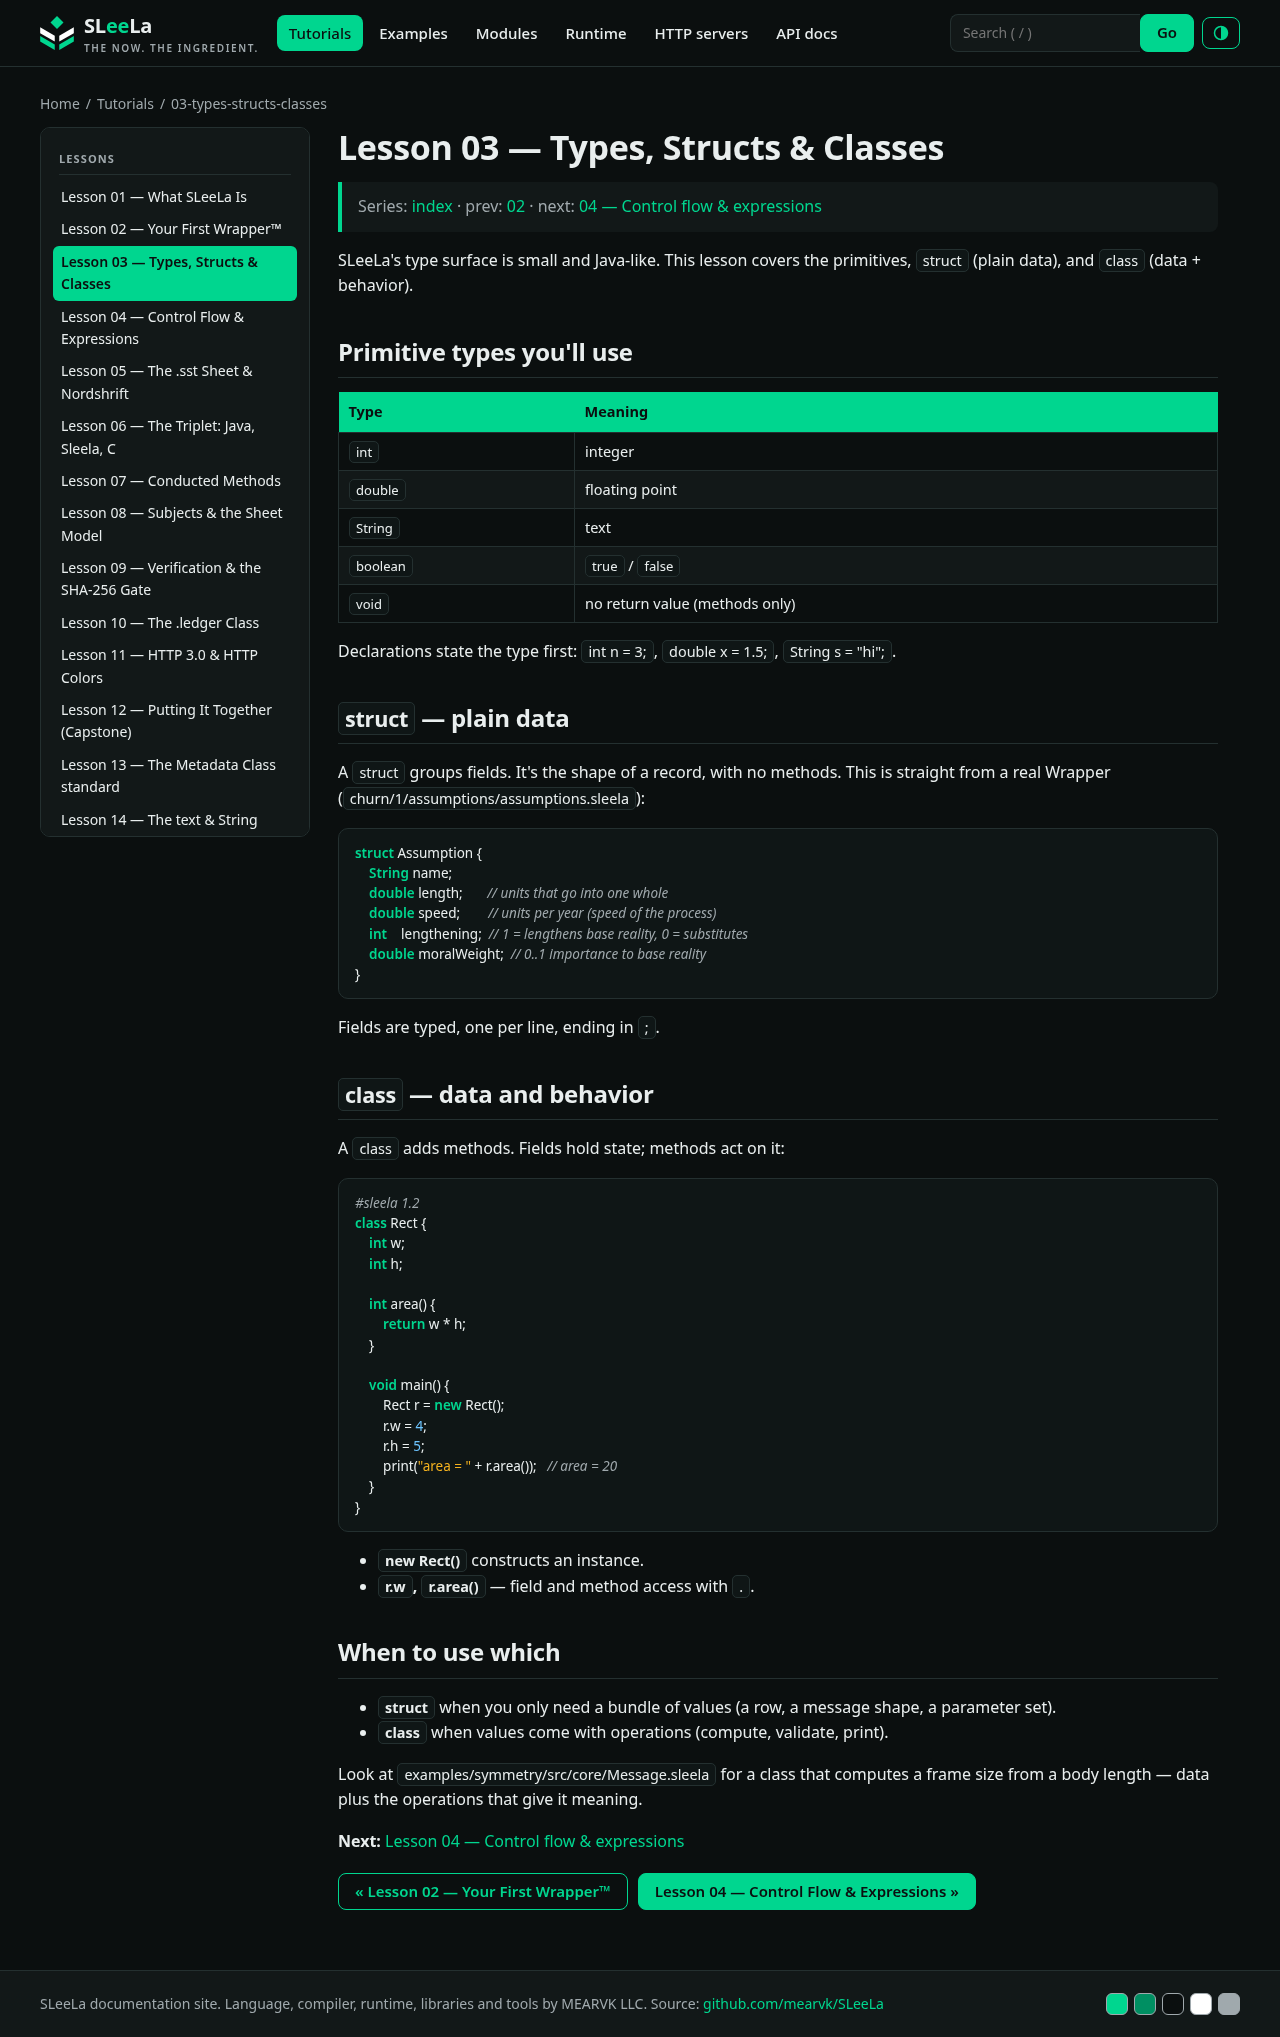 SLeeLa
THE NOW. THE INGREDIENT.
Tutorials
Examples
Modules
Runtime
HTTP servers
API docs
Search ( / )
Go
Home / Tutorials / 03-types-structs-classes
LESSONS
Lesson 01 — What SLeeLa Is
Lesson 02 — Your First Wrapper™
Lesson 03 — Types, Structs &
Classes
Lesson 04 — Control Flow &
Expressions
Lesson 05 — The .sst Sheet &
Nordshrift
Lesson 06 — The Triplet: Java,
Sleela, C
Lesson 07 — Conducted Methods
Lesson 08 — Subjects & the Sheet
Model
Lesson 09 — Verification & the
SHA-256 Gate
Lesson 10 — The .ledger Class
Lesson 11 — HTTP 3.0 & HTTP
Colors
Lesson 12 — Putting It Together
(Capstone)
Lesson 13 — The Metadata Class
standard
Lesson 14 — The text & String
Lesson 03 — Types, Structs & Classes
Series: index · prev: 02 · next: 04 — Control flow & expressions
SLeeLa's type surface is small and Java-like. This lesson covers the primitives, struct (plain data), and class (data +
behavior).
Primitive types you'll use
Type Meaning
int integer
double floating point
String text
boolean true / false
void no return value (methods only)
Declarations state the type first: int n = 3; , double x = 1.5; , String s = "hi"; .
struct — plain data
A struct groups fields. It's the shape of a record, with no methods. This is straight from a real Wrapper
( churn/1/assumptions/assumptions.sleela ):
struct Assumption {
String name;
double length; // units that go into one whole
double speed; // units per year (speed of the process)
int lengthening; // 1 = lengthens base reality, 0 = substitutes
double moralWeight; // 0..1 importance to base reality
}
Fields are typed, one per line, ending in ; .
class — data and behavior
A class adds methods. Fields hold state; methods act on it:
#sleela 1.2
class Rect {
int w;
int h;
int area() {
return w * h;
}
void main() {
Rect r = new Rect();
r.w = 4;
r.h = 5;
print("area = " + r.area()); // area = 20
}
}
• new Rect() constructs an instance.
• r.w , r.area() — field and method access with . .
When to use which
• struct when you only need a bundle of values (a row, a message shape, a parameter set).
• class when values come with operations (compute, validate, print).
Look at examples/symmetry/src/core/Message.sleela for a class that computes a frame size from a body length — data
plus the operations that give it meaning.
Next: Lesson 04 — Control flow & expressions
« Lesson 02 — Your First Wrapper™
Lesson 04 — Control Flow & Expressions »
SLeeLa documentation site. Language, compiler, runtime, libraries and tools by MEARVK LLC. Source: github.com/mearvk/SLeeLa